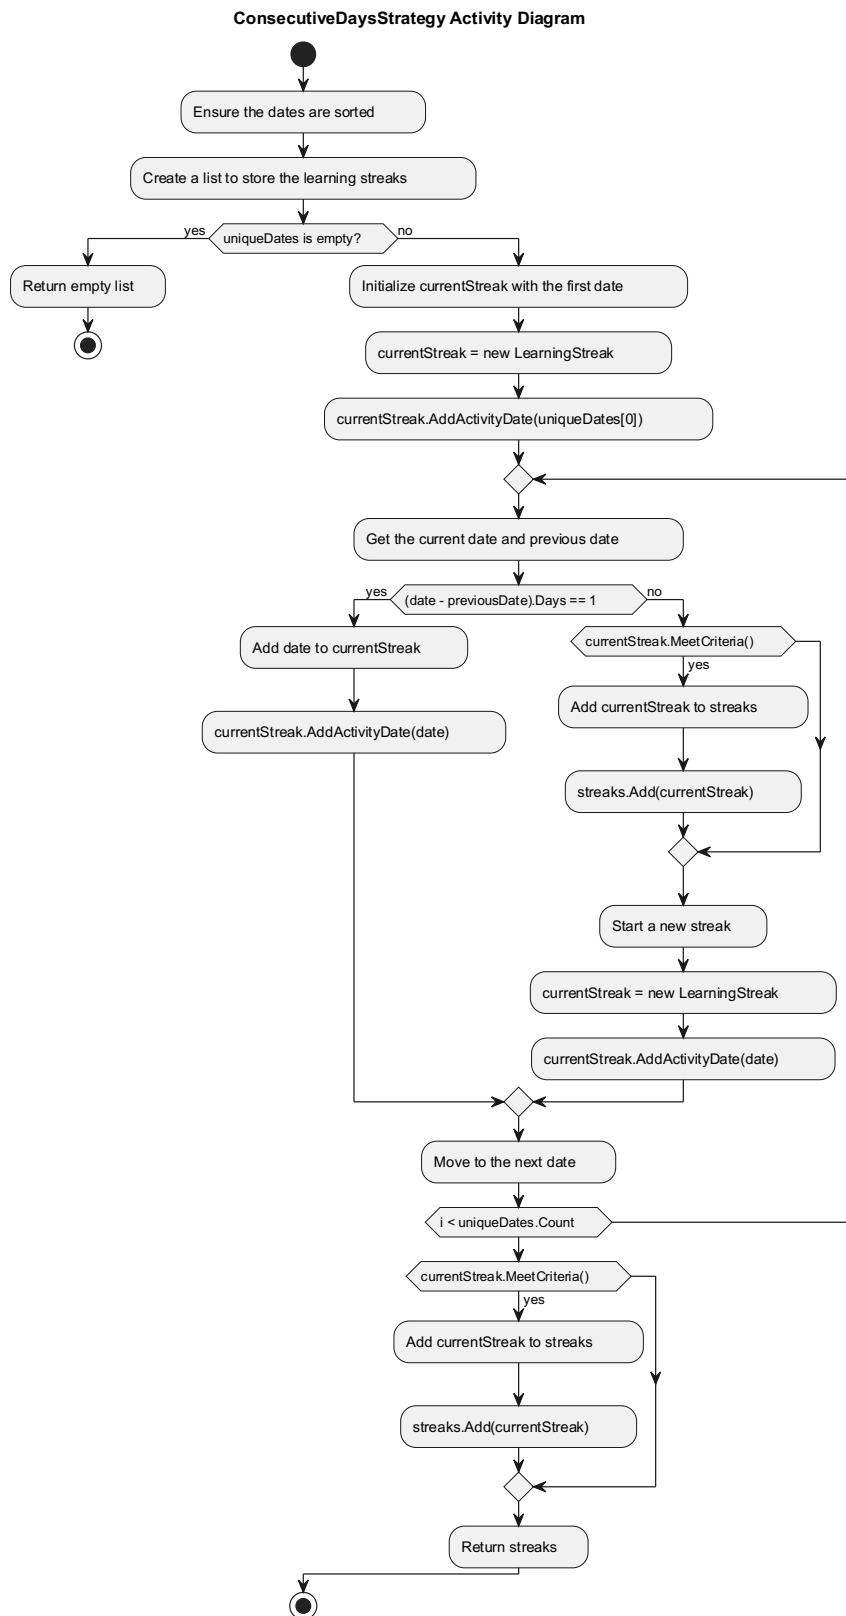 ConsecutiveDaysStrategy Activity Diagram
Ensure the dates are sorted
Create a list to store the learning streaks
yes
uniqueDates is empty?
no
Return empty list
Initialize currentStreak with the first date
currentStreak = new LearningStreak
currentStreak.AddActivityDate(uniqueDates[0])
Get the current date and previous date
yes
(date - previousDate).Days == 1
no
Add date to currentStreak
currentStreak.AddActivityDate(date)
currentStreak.MeetCriteria()
yes
Add currentStreak to streaks
streaks.Add(currentStreak)
Start a new streak
currentStreak = new LearningStreak
currentStreak.AddActivityDate(date)
Move to the next date
i < uniqueDates.Count
currentStreak.MeetCriteria()
yes
Add currentStreak to streaks
streaks.Add(currentStreak)
Return streaks